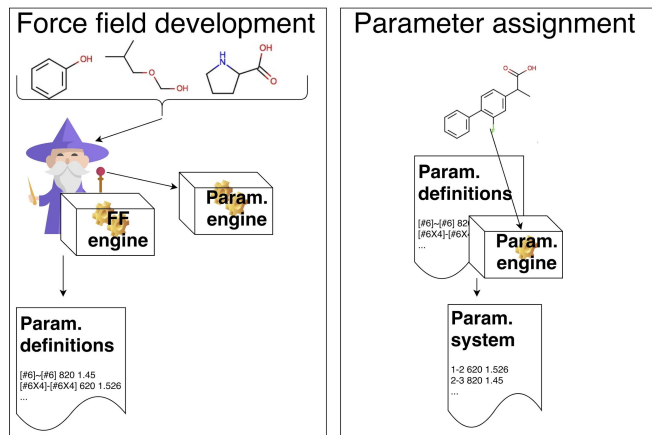 Force field development
OH
O
OH
H
N
OH
O
FF
engine
Param.
engine
Param.
definitions
[#6]~[#6] 820 1.45
[#6X4]-[#6X4] 620 1.526
...
Parameter assignment
O
OH
Param.
definitions
[#6]~[#6] 82
[#6X4]-[#6X
...
Param.
engine
Param.
system
1-2 620 1.526
2-3 820 1.45
...